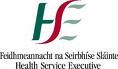 Feidhmeannacht na Seirbhíse Sláinte
Health Service Executive